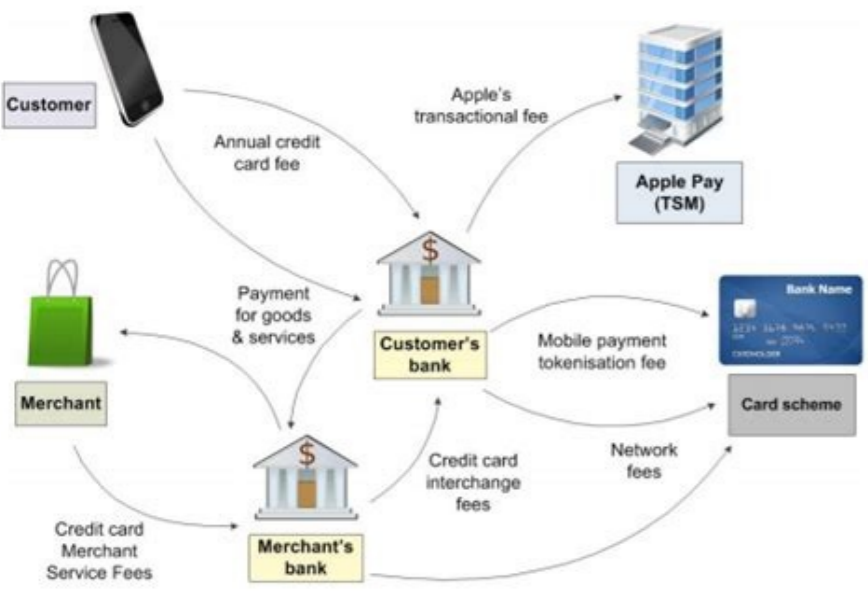 Customer
Annual credit
card fee
Apple's
transactional fee
Apple Pay
(TSM)
$
Customer's
bank
Payment
for goods
& services
Merchant
Mobile payment
tokenisation fee
Bank Name
CARDHOLDER
Card scheme
Network
fees
Credit card
interchange
fees
$
Merchant's
bank
Credit card
Merchant
Service Fees